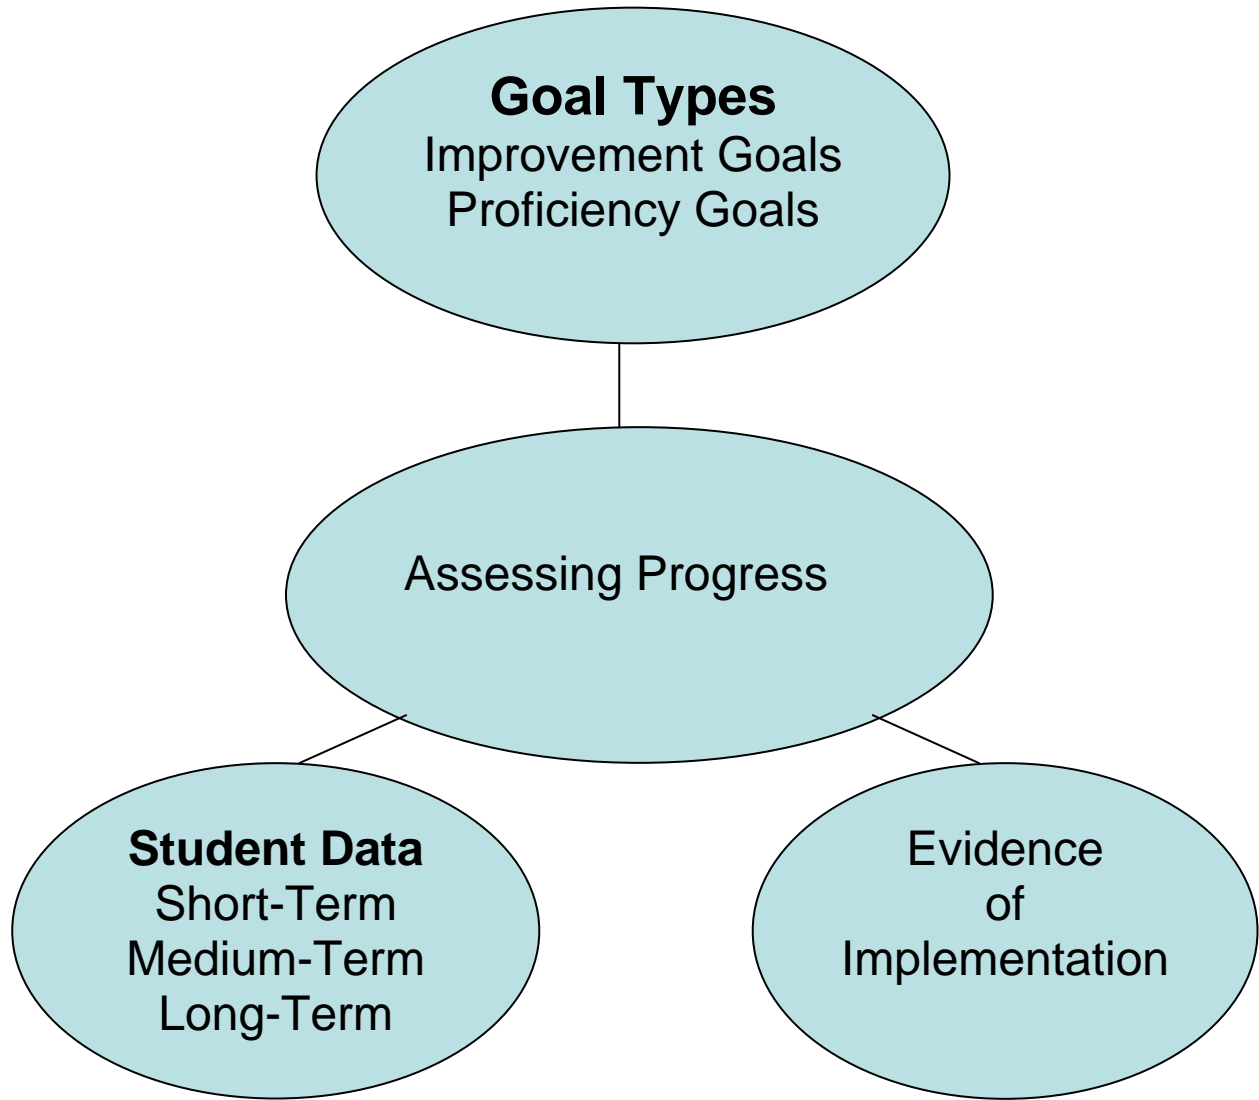 Goal Types
Improvement Goals
Proficiency Goals
Assessing Progress
Student Data
Short-Term
Medium-Term
Long-Term
Evidence
of
Implementation